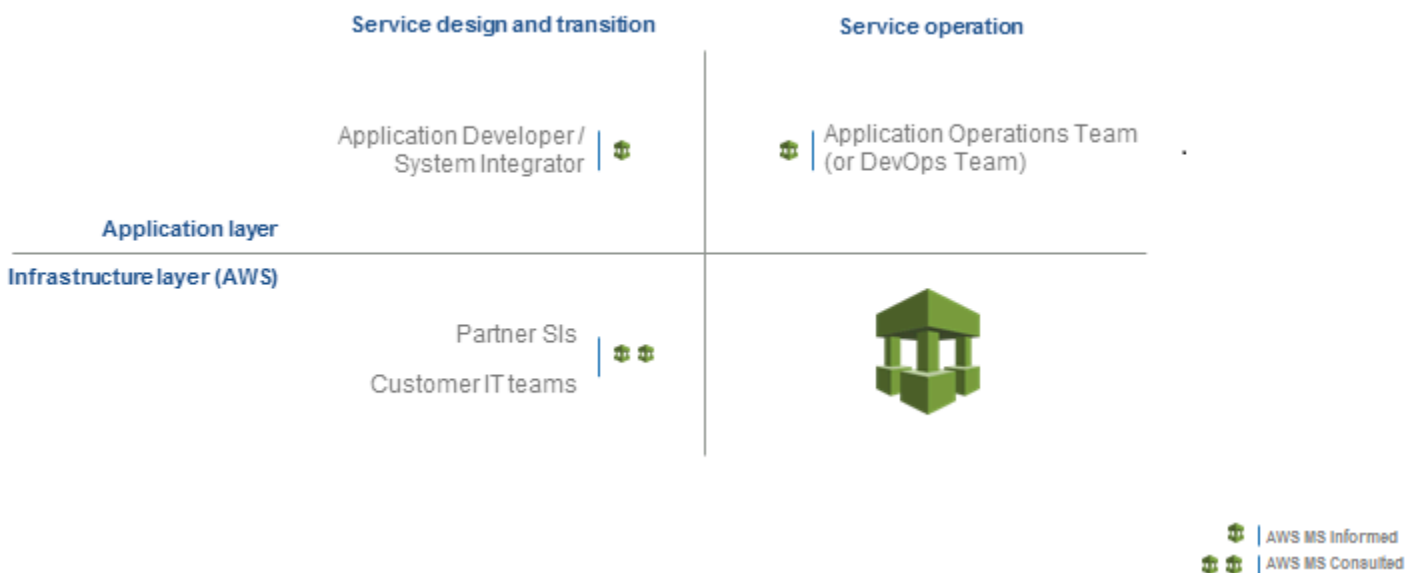 Service design and transition
Service operation
Application Developer /
System Integrator
Application Operations Team
(or DevOps Team)
.
Application layer
Infrastructure layer (AWS)
Partner SIs
Customer IT teams
AWS MS Informed
AWS MS Consulted